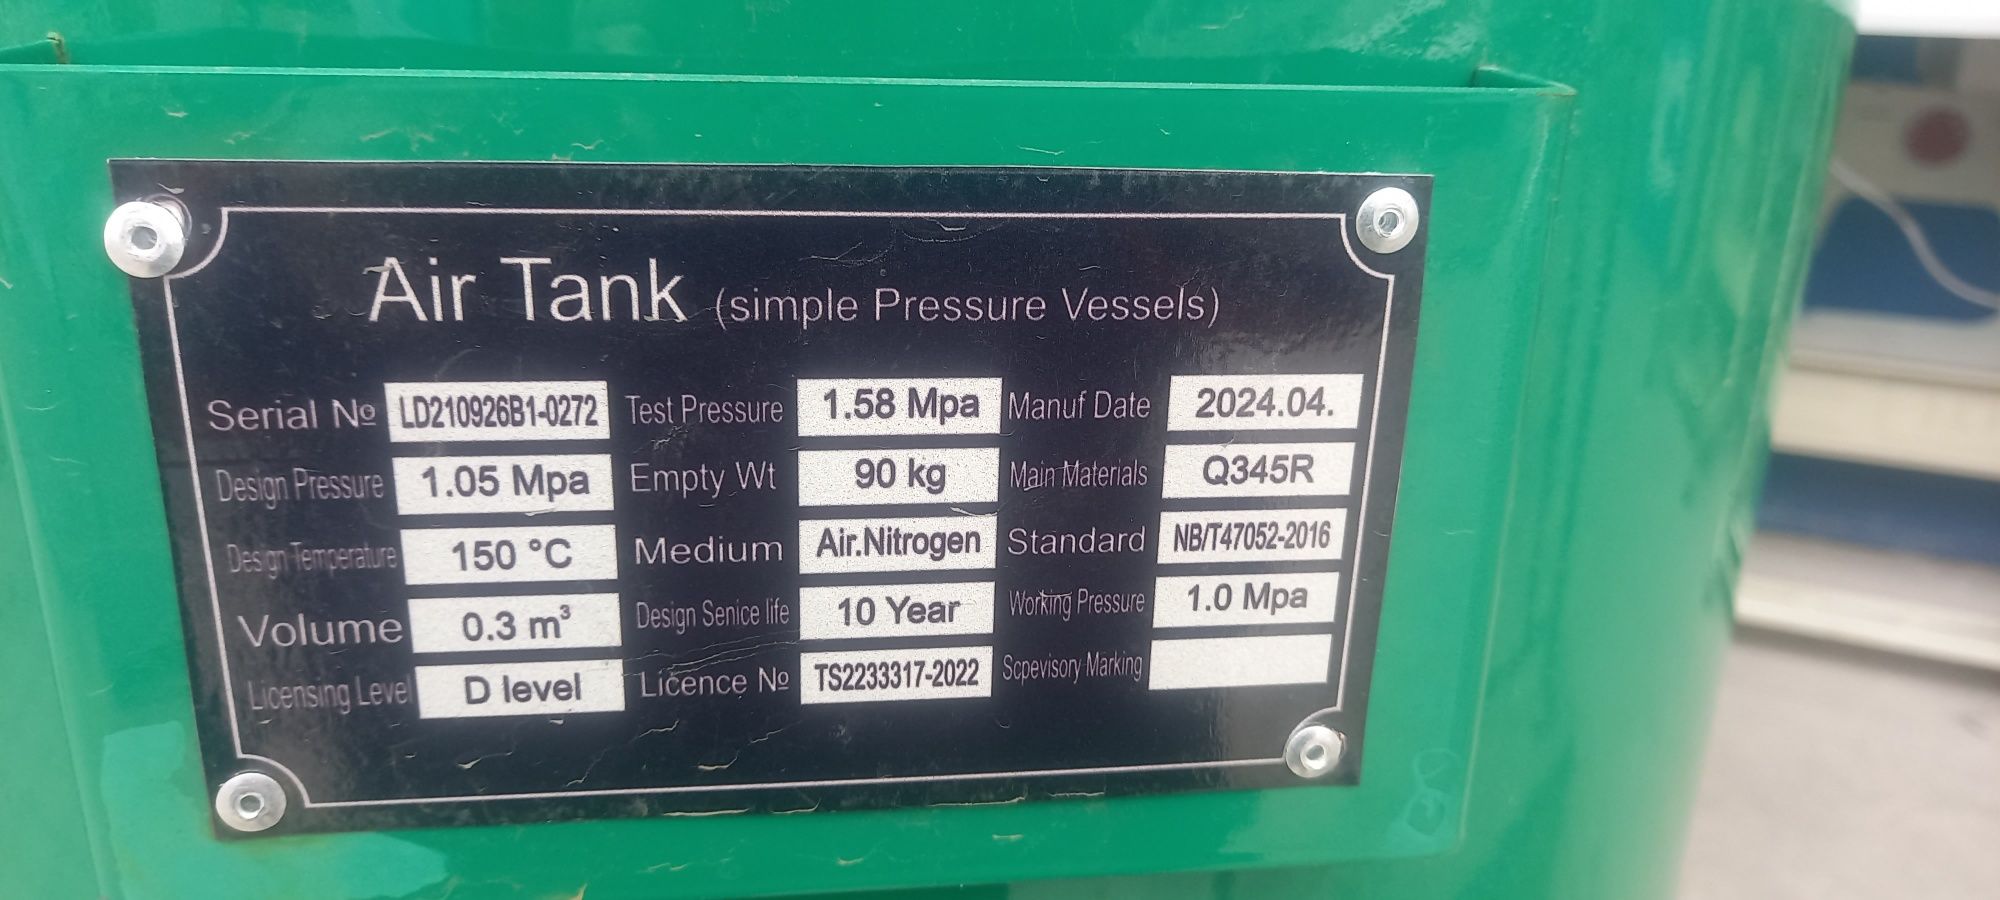 Air Tank (simple Pressure Vessels)
Serial № LD210926B1-0272 Test Pressure 1.58 Mpa Manuf Date 2024.04.
Design Pressure 1.05 Mpa Empty Wt 90 kg Main Materials Q345R
Design Temperature 150 °C Medium Air.Nitrogen Standard NB/T47052-2016
Volume 0.3 m³ Design Senice life 10 Year Working Pressure 1.0 Mpa
Licensing Level D level Licence № TS2233317-2022 Scpevisory Marking